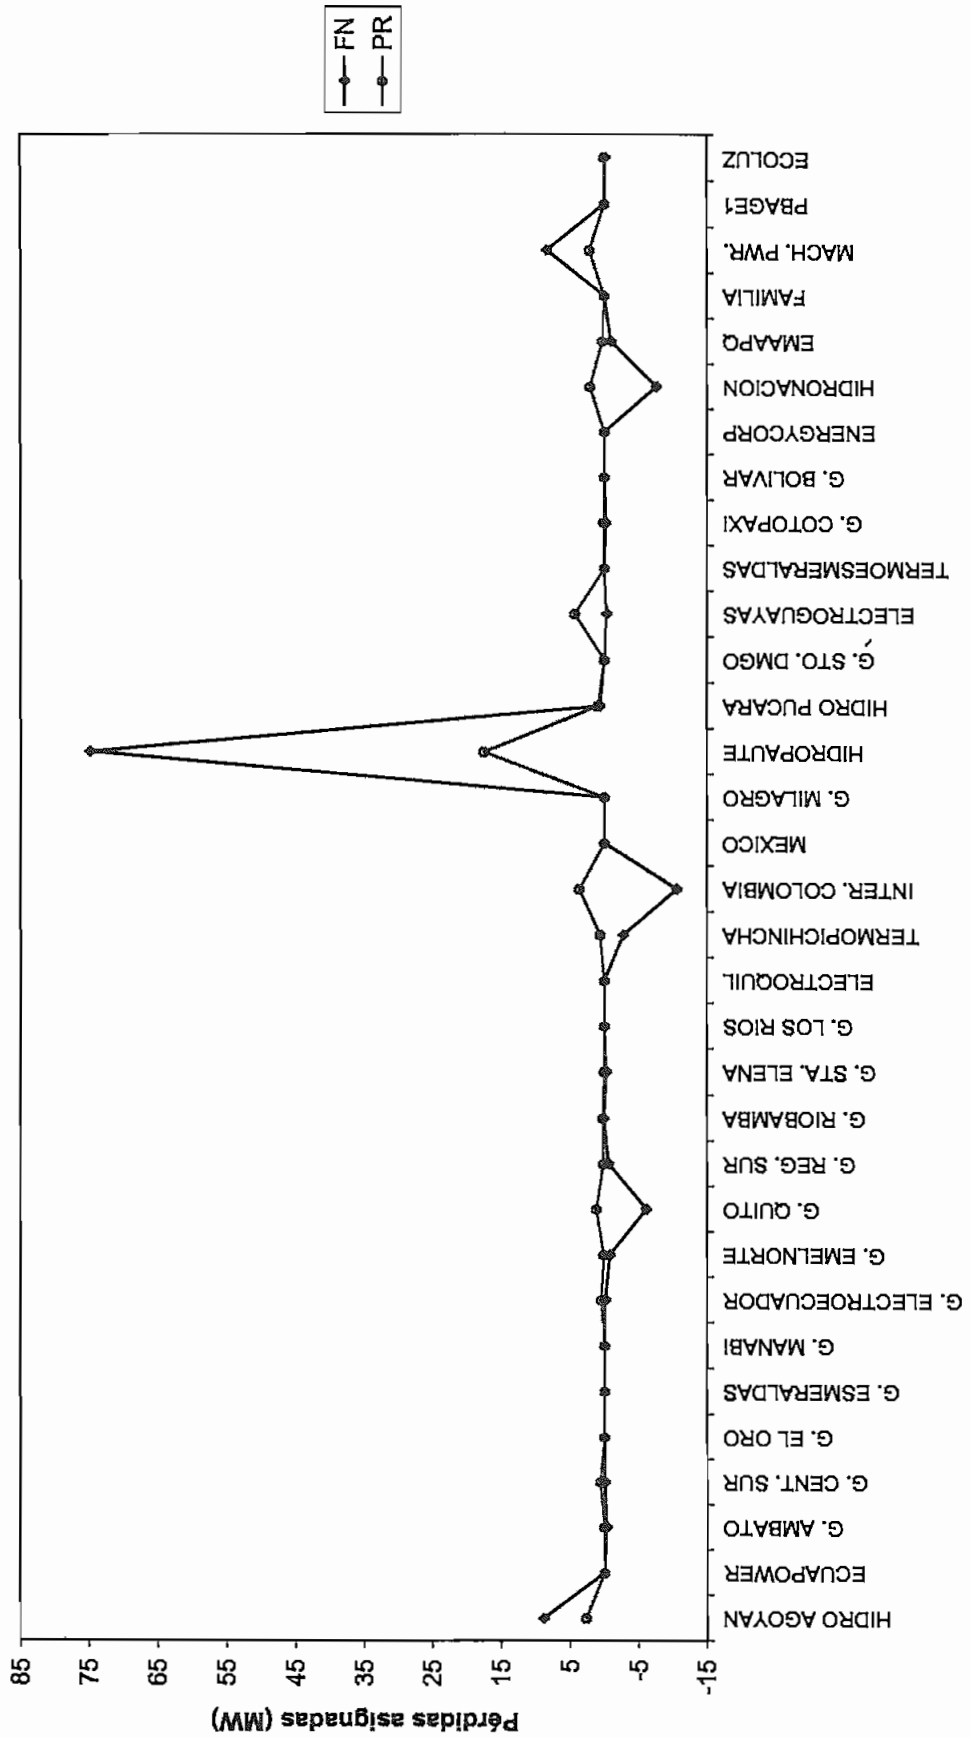 FN
PR
Pérdidas asignadas (MW)
85
75
65
55
45
35
25
15
5
-5
-15
HIDRO AGOYAN
ECUAPOWER
G. AMBATO
G. CENT. SUR
G. EL ORO
G. ESMERALDAS
G. MANABI
G. ELECTROECUADOR
G. EMELNORTE
G. QUITO
G. REG. SUR
G. RIOBAMBA
G. STA. ELENA
G. LOS RIOS
ELECTROQUIL
TERMOPICHINCHA
INTER. COLOMBIA
MEXICO
G. MILAGRO
HIDROPAUTE
HIDRO PUCARA
G. STO. DMGO
ELECTROGUAYAS
TERMOESMERALDAS
G. COTOPAXI
G. BOLIVAR
ENERGYCORP
HIDRONACION
EMAAPQ
FAMILIA
MACH. PWR.
PBAGE1
ECOLUZ